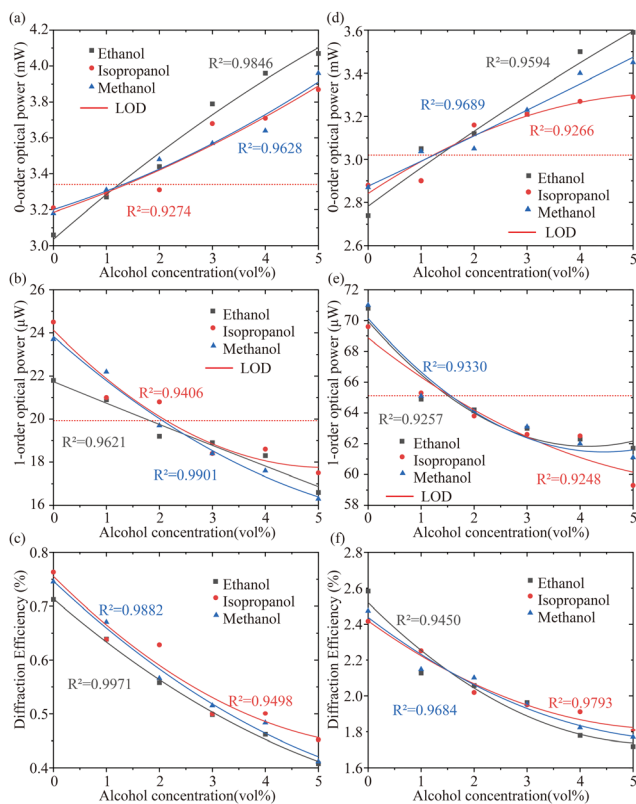 (a)
4.2
4.0
3.8
3.6
3.4
3.2
3.0
0-order optical power (mW)
Ethanol
Isopropanol
Methanol
LOD
R²=0.9846
R²=0.9628
R²=0.9274
0 1 2 3 4 5
Alcohol concentration(vol%)
(d)
3.6
3.4
3.2
3.0
2.8
2.6
0-order optical power (mW)
R²=0.9594
R²=0.9689
R²=0.9266
Ethanol
Isopropanol
Methanol
LOD
0 1 2 3 4 5
Alcohol concentration(vol%)
(b)
26
24
22
20
18
16
1-order optical power (μW)
Ethanol
Isopropanol
Methanol
LOD
R²=0.9406
R²=0.9621
R²=0.9901
0 1 2 3 4 5
Alcohol concentration(vol%)
(e)
72
70
68
66
64
62
60
58
1-order optical power (μW)
R²=0.9330
R²=0.9257
Ethanol
Isopropanol
Methanol
LOD
R²=0.9248
0 1 2 3 4 5
Alcohol concentration(vol%)
(c)
0.8
0.7
0.6
0.5
0.4
Diffraction Efficiency (%)
Ethanol
Isopropanol
Methanol
R²=0.9882
R²=0.9971
R²=0.9498
0 1 2 3 4 5
Alcohol concentration(vol%)
(f)
2.8
2.6
2.4
2.2
2.0
1.8
1.6
Diffraction Efficiency (%)
Ethanol
Isopropanol
Methanol
R²=0.9450
R²=0.9793
R²=0.9684
0 1 2 3 4 5
Alcohol concentration(vol%)